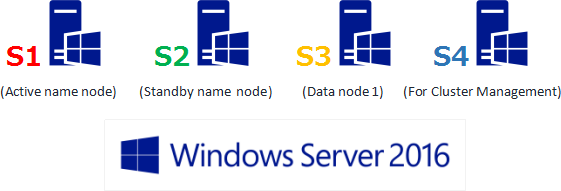 S1 S2 S3 S4
(Active name node) (Standby name node) (Data node 1) (For Cluster Management)
Windows Server 2016